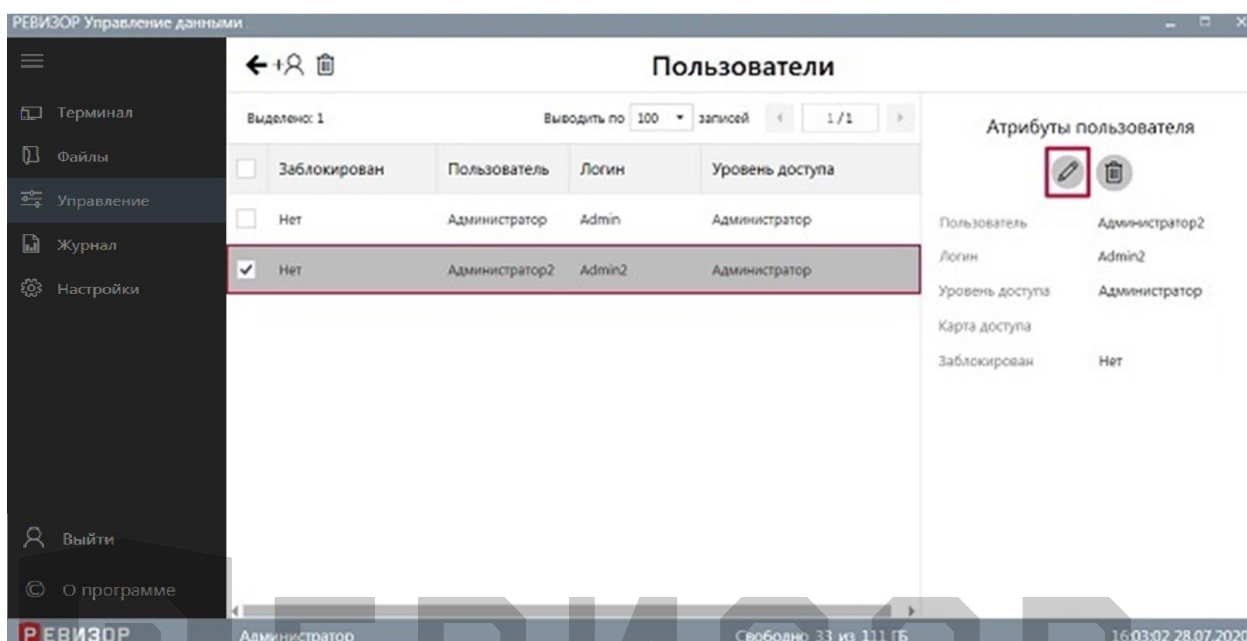 РЕВИЗОР Управление данными
Пользователи
Терминал
Файлы
Управление
Журнал
Настройки
Выйти
© О программе
Выделено: 1
Выводить по 100 записей 1/1
Заблокирован Пользователь Логин Уровень доступа
Нет Администратор Admin Администратор
Нет Администратор2 Admin2 Администратор
Атрибуты пользователя
Пользователь Администратор2
Логин Admin2
Уровень доступа Администратор
Карта доступа
Заблокирован Нет
РЕВИЗОР Администратор Свободно 33 из 111 ГБ 16:03:02 28.07.2020
РЕВИЗОР